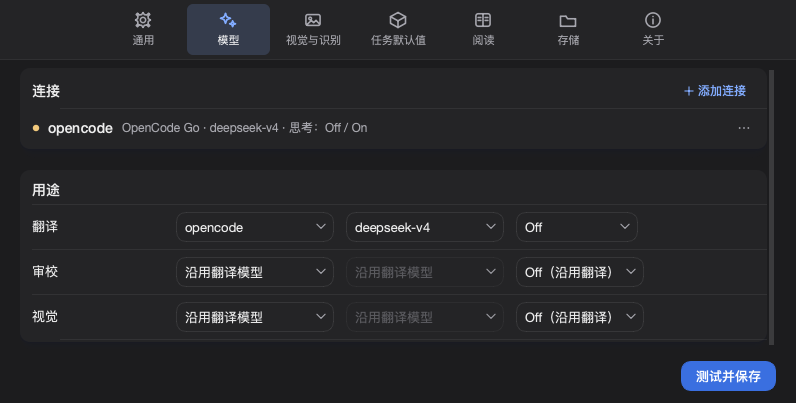 通用
模型
视觉与识别
任务默认值
阅读
存储
关于
连接
+ 添加连接
opencode OpenCode Go · deepseek-v4 · 思考：Off / On
···
用途
翻译 opencode deepseek-v4 Off
审校 沿用翻译模型 沿用翻译模型 Off（沿用翻译）
视觉 沿用翻译模型 沿用翻译模型 Off（沿用翻译）
测试并保存